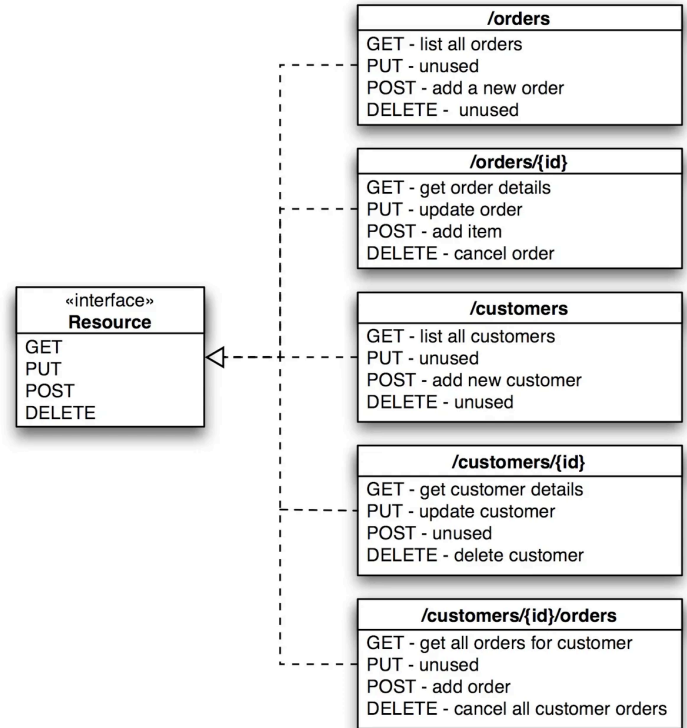 /orders
GET - list all orders
PUT - unused
POST - add a new order
DELETE - unused
/orders/{id}
GET - get order details
PUT - update order
POST - add item
DELETE - cancel order
«interface»
Resource
GET
PUT
POST
DELETE
/customers
GET - list all customers
PUT - unused
POST - add new customer
DELETE - unused
/customers/{id}
GET - get customer details
PUT - update customer
POST - unused
DELETE - delete customer
/customers/{id}/orders
GET - get all orders for customer
PUT - unused
POST - add order
DELETE - cancel all customer orders